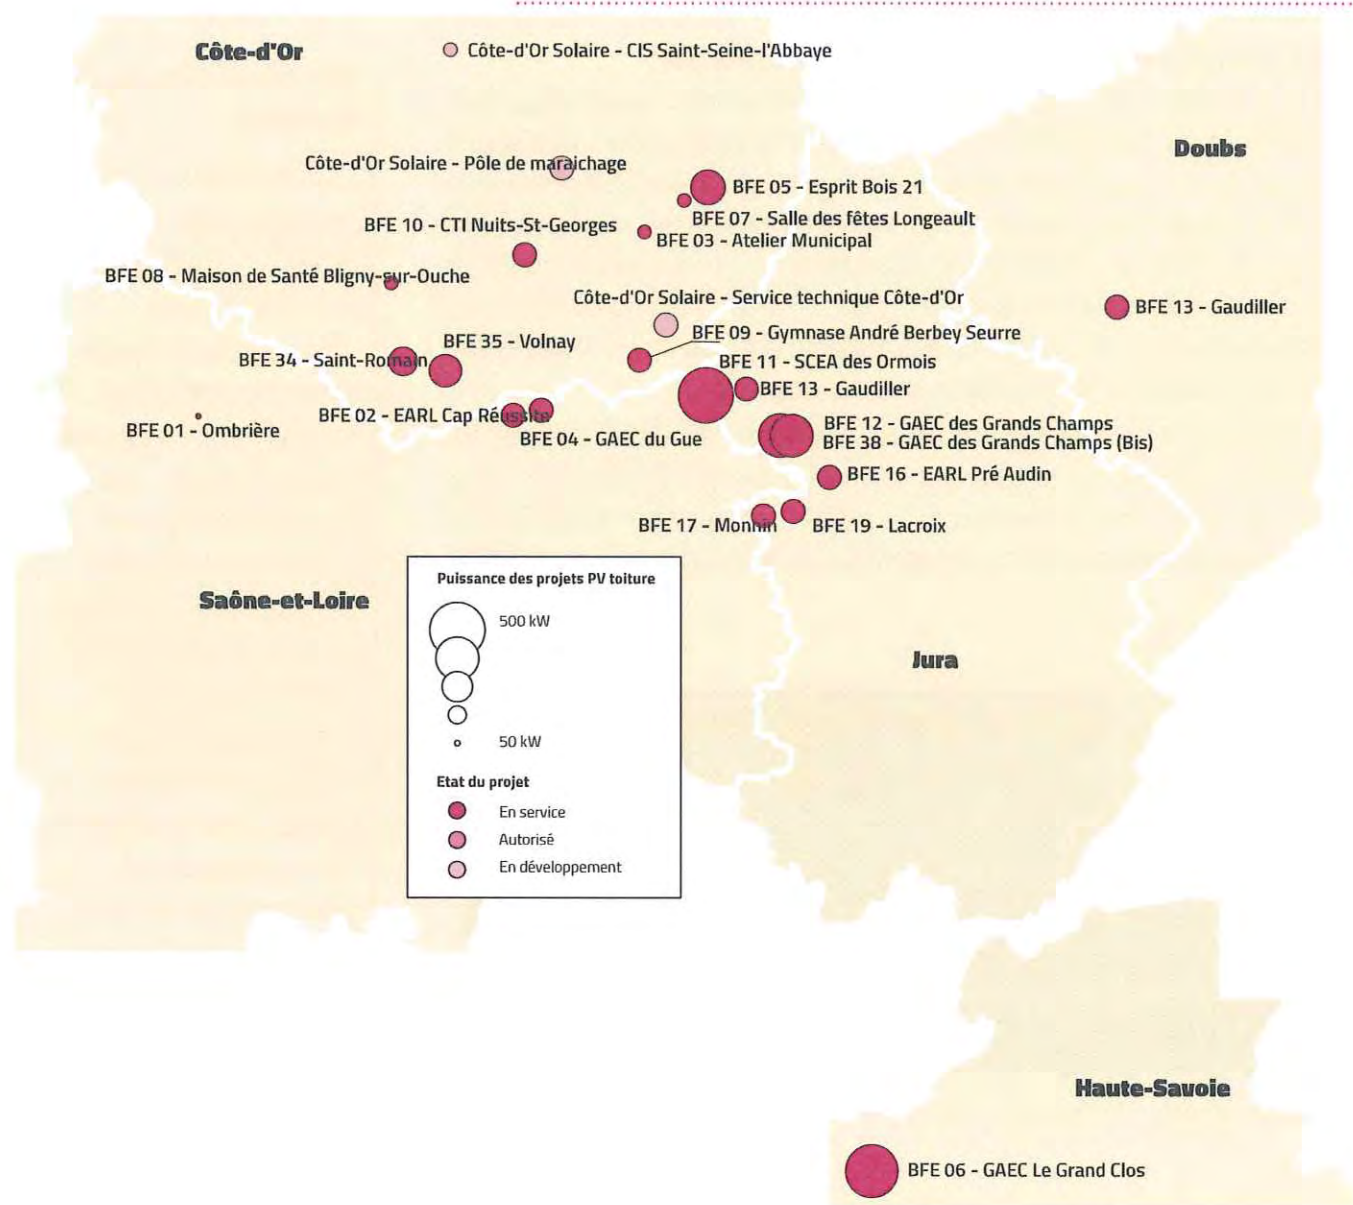 Côte-d'Or
Côte-d'Or Solaire - CIS Saint-Seine-l'Abbaye
Doubs
Côte-d'Or Solaire - Pôle de maraichage
BFE 05 - Esprit Bois 21
BFE 07 - Salle des fêtes Longeault
BFE 10 - CTI Nuits-St-Georges
BFE 03 - Atelier Municipal
BFE 08 - Maison de Santé Bligny-sur-Ouche
Côte-d'Or Solaire - Service technique Côte-d'Or
BFE 13 - Gaudiller
BFE 09 - Gymnase André Berbey Seurre
BFE 35 - Volnay
BFE 34 - Saint-Romain
BFE 11 - SCEA des Ormois
BFE 13 - Gaudiller
BFE 02 - EARL Cap Réussite
BFE 12 - GAEC des Grands Champs
BFE 01 - Ombrière
BFE 04 - GAEC du Gue
BFE 38 - GAEC des Grands Champs (Bis)
BFE 16 - EARL Pré Audin
BFE 17 - Monnin
BFE 19 - Lacroix
Saône-et-Loire
Puissance des projets PV toiture
500 kW
50 kW
Etat du projet
En service
Autorisé
En développement
Jura
Haute-Savoie
BFE 06 - GAEC Le Grand Clos